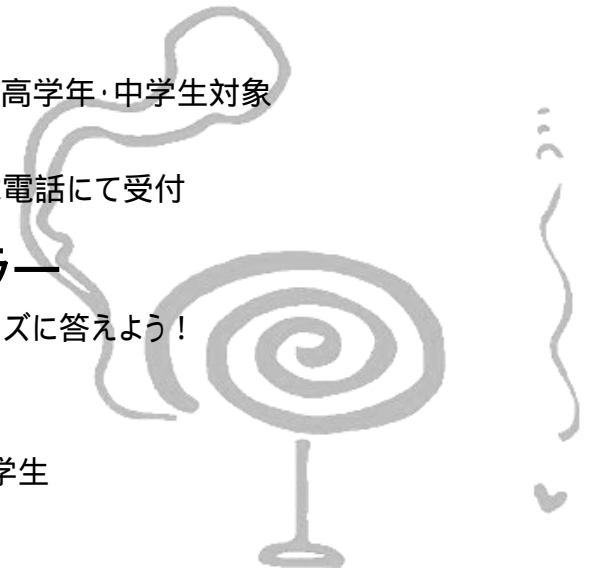 高学年・中学生対象
電話にて受付
ラー
ズに答えよう！
学生